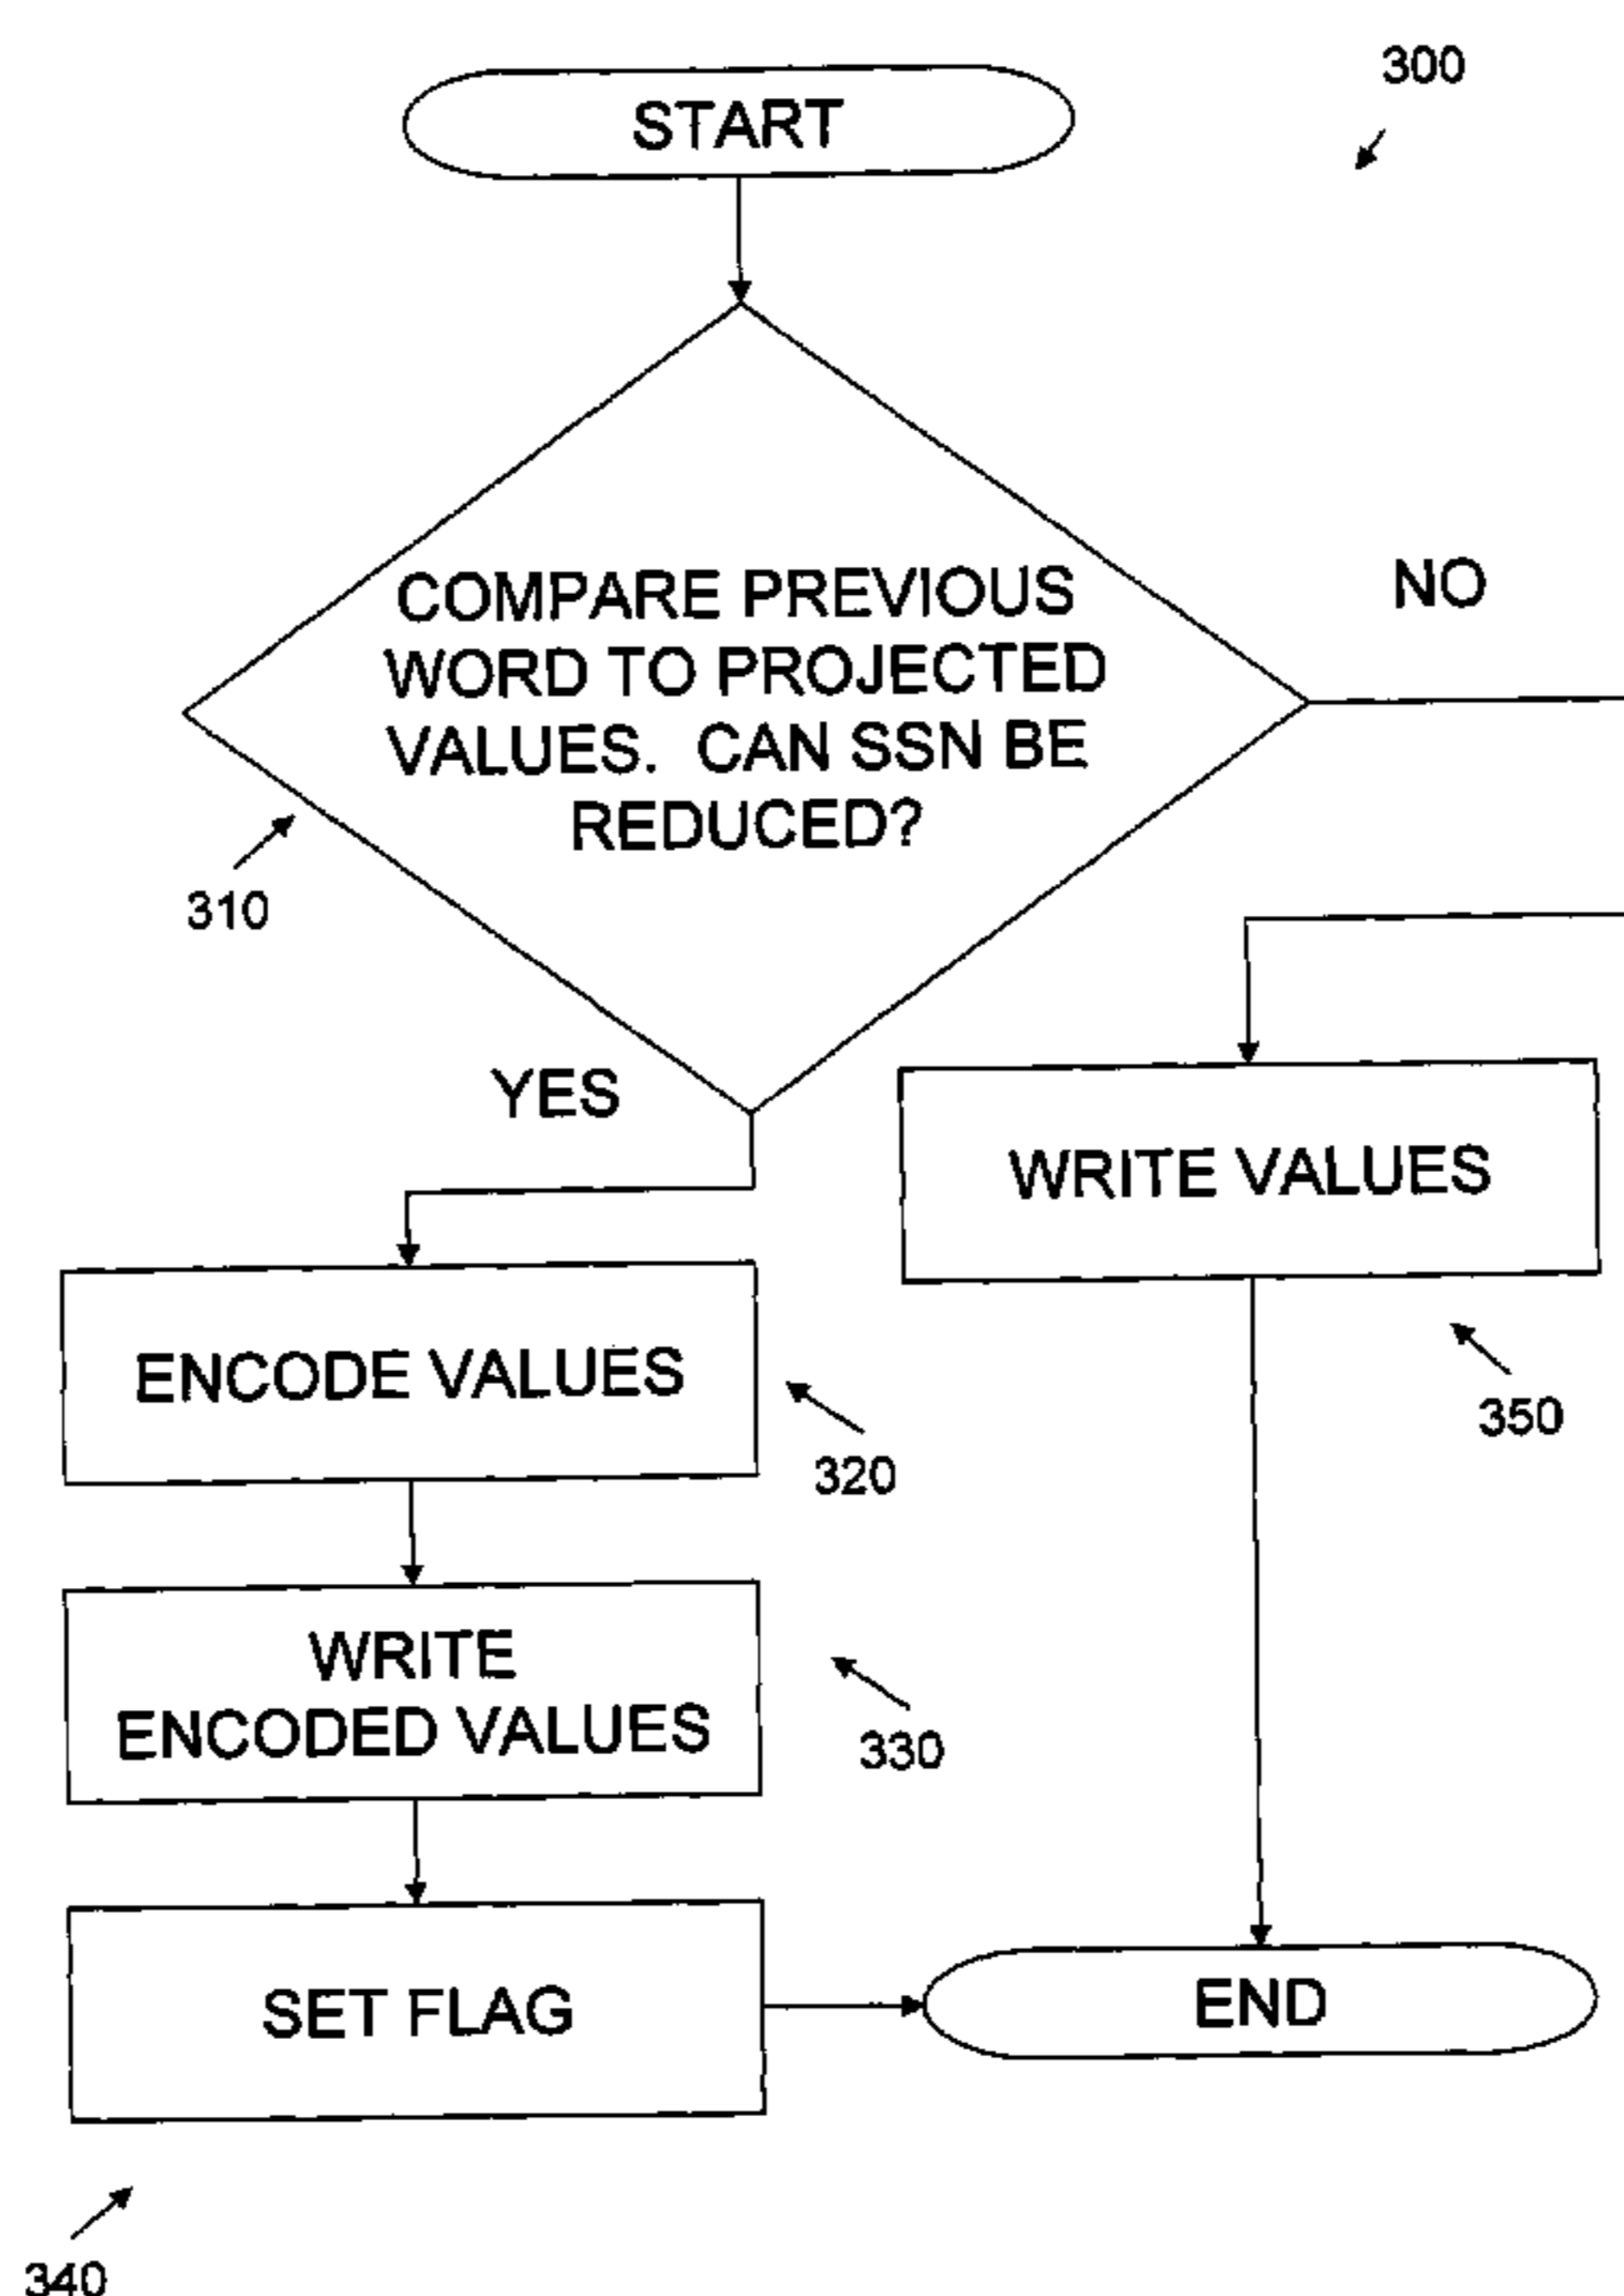 300
START
COMPARE PREVIOUS
WORD TO PROJECTED
VALUES. CAN SSN BE
REDUCED?
NO
310
YES
WRITE VALUES
350
ENCODE VALUES
320
WRITE
ENCODED VALUES
330
SET FLAG
END
340